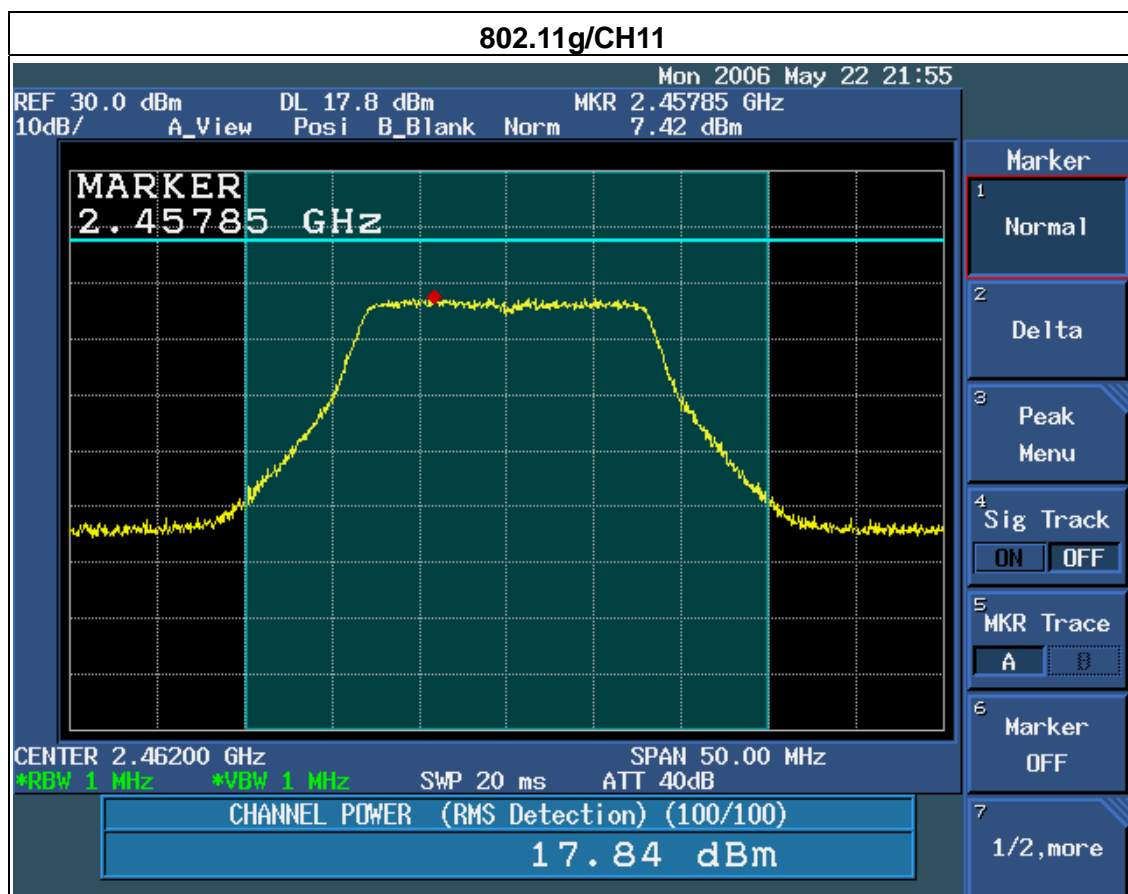 802.11g/CH11
Mon 2006 May 22 21:55
REF 30.0 dBm DL 17.8 dBm MKR 2.45785 GHz
10dB/ A_View Posi B_Blank Norm 7.42 dBm
MARKER
2.45785 GHz
CENTER 2.46200 GHz SPAN 50.00 MHz
*RBW 1 MHz *VBW 1 MHz SWP 20 ms ATT 40dB
CHANNEL POWER (RMS Detection) (100/100)
17.84 dBm
Marker
1
Normal
2
Delta
3
Peak
Menu
4
Sig Track
ON OFF
5
MKR Trace
A B
6
Marker
OFF
7
1/2,more